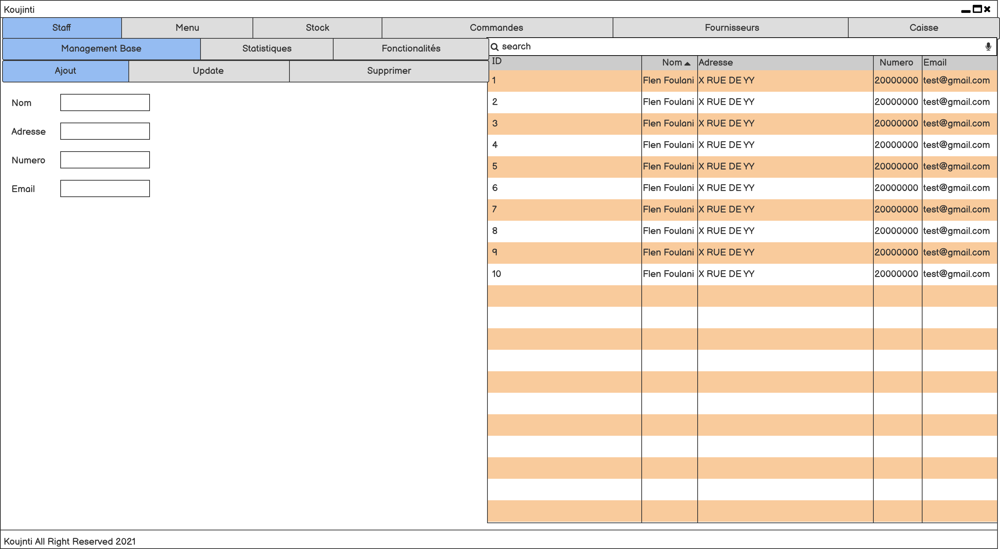 Koujinti
Staff Menu Stock Commandes Fournisseurs Caisse
Management Base Statistiques Fonctionalités
search
Ajout Update Supprimer
ID Nom Adresse Numero Email
1 Flen Foulani X RUE DE YY 20000000 test@gmail.com
2 Flen Foulani X RUE DE YY 20000000 test@gmail.com
3 Flen Foulani X RUE DE YY 20000000 test@gmail.com
4 Flen Foulani X RUE DE YY 20000000 test@gmail.com
5 Flen Foulani X RUE DE YY 20000000 test@gmail.com
6 Flen Foulani X RUE DE YY 20000000 test@gmail.com
7 Flen Foulani X RUE DE YY 20000000 test@gmail.com
8 Flen Foulani X RUE DE YY 20000000 test@gmail.com
9 Flen Foulani X RUE DE YY 20000000 test@gmail.com
10 Flen Foulani X RUE DE YY 20000000 test@gmail.com
Nom
Adresse
Numero
Email
Koujnti All Right Reserved 2021